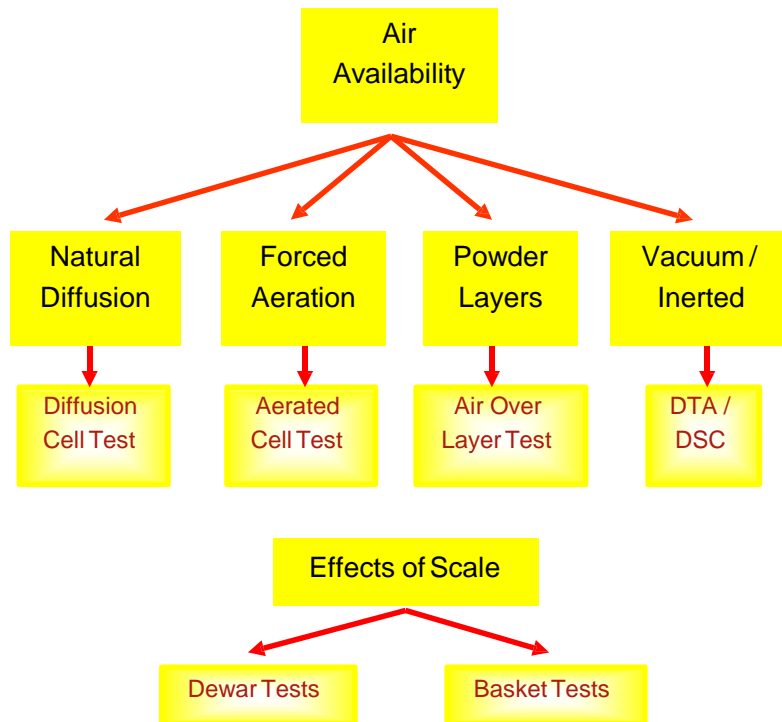 Air
Availability
Natural
Diffusion
Forced
Aeration
Powder
Layers
Vacuum /
Inerted
Diffusion
Cell Test
Aerated
Cell Test
Air Over
Layer Test
DTA /
DSC
Effects of Scale
Dewar Tests
Basket Tests